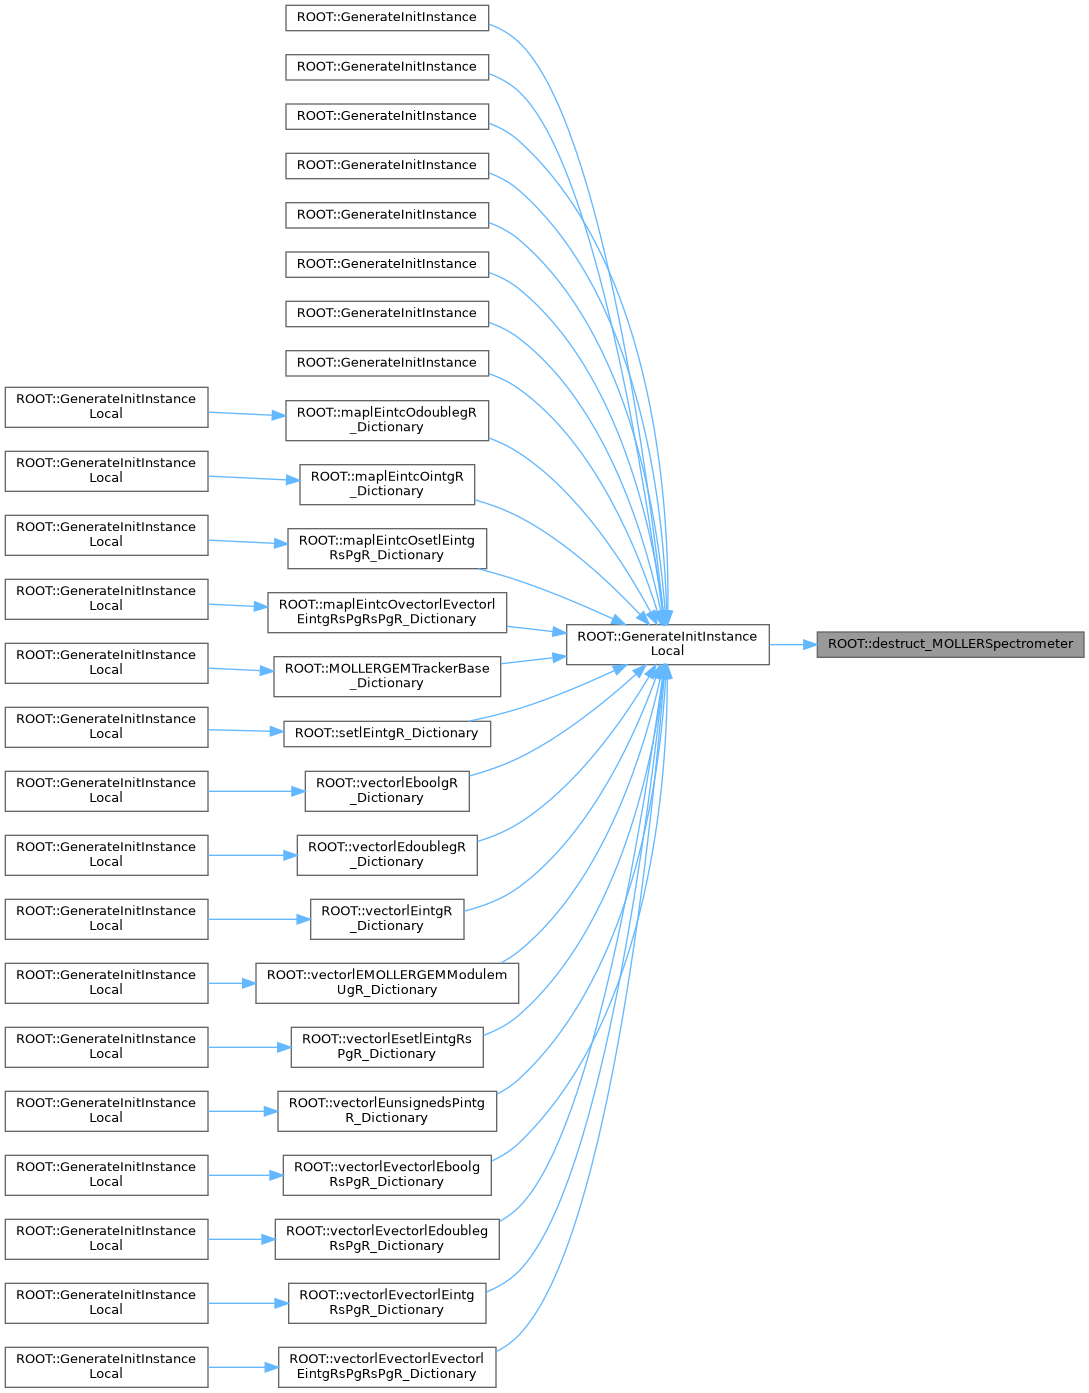 ROOT::GenerateInitInstance
ROOT::GenerateInitInstance
ROOT::GenerateInitInstance
ROOT::GenerateInitInstance
ROOT::GenerateInitInstance
ROOT::GenerateInitInstance
ROOT::GenerateInitInstance
ROOT::GenerateInitInstance
ROOT::GenerateInitInstance
Local
ROOT::maplEintcOdoublegR
_Dictionary
ROOT::GenerateInitInstance
Local
ROOT::maplEintcOintgR
_Dictionary
ROOT::GenerateInitInstance
Local
ROOT::maplEintcOsetlEintg
RsPgR_Dictionary
ROOT::GenerateInitInstance
Local
ROOT::maplEintcOvectorlEvectorl
EintgRsPgRsPgR_Dictionary
ROOT::GenerateInitInstance
Local
ROOT::destruct_MOLLERSpectrometer
ROOT::GenerateInitInstance
Local
ROOT::MOLLERGEMTrackerBase
_Dictionary
ROOT::GenerateInitInstance
Local
ROOT::setlEintgR_Dictionary
ROOT::GenerateInitInstance
Local
ROOT::vectorlEboolgR
_Dictionary
ROOT::GenerateInitInstance
Local
ROOT::vectorlEdoublegR
_Dictionary
ROOT::GenerateInitInstance
Local
ROOT::vectorlEintgR
_Dictionary
ROOT::GenerateInitInstance
Local
ROOT::vectorlEMOLLERGEMModulem
UgR_Dictionary
ROOT::GenerateInitInstance
Local
ROOT::vectorlEsetlEintgRs
PgR_Dictionary
ROOT::GenerateInitInstance
Local
ROOT::vectorlEunsignedsPintg
R_Dictionary
ROOT::GenerateInitInstance
Local
ROOT::vectorlEvectorlEboolg
RsPgR_Dictionary
ROOT::GenerateInitInstance
Local
ROOT::vectorlEvectorlEdoubleg
RsPgR_Dictionary
ROOT::GenerateInitInstance
Local
ROOT::vectorlEvectorlEintg
RsPgR_Dictionary
ROOT::GenerateInitInstance
Local
ROOT::vectorlEvectorlEvectorl
EintgRsPgRsPgR_Dictionary